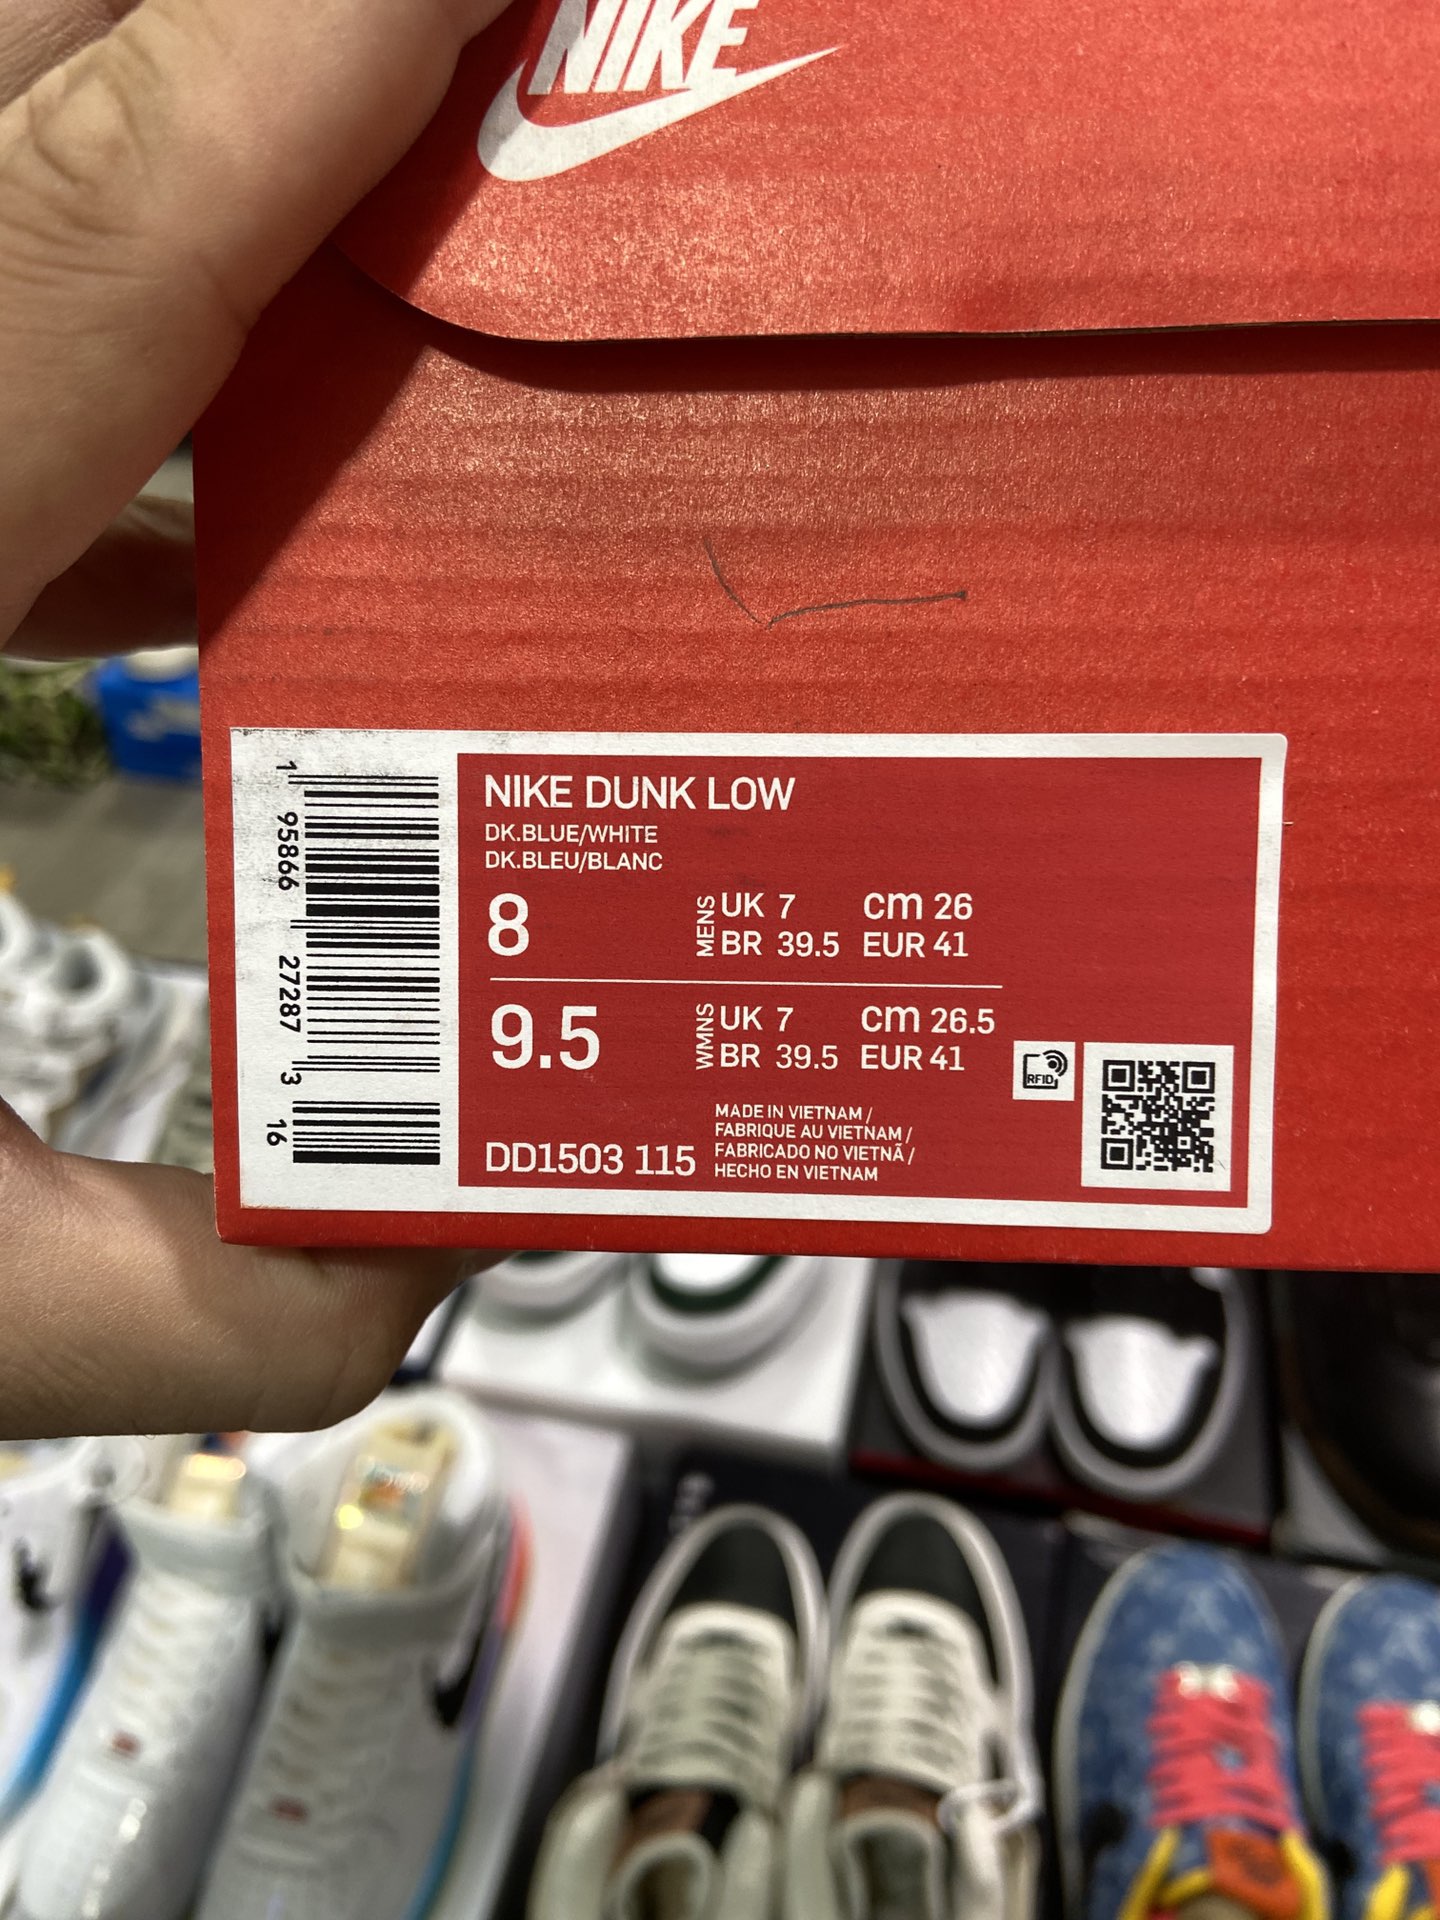 NIKE
NIKE DUNK LOW
DK.BLUE/WHITE
DK.BLEU/BLANC
8 MENS UK 7 cm 26
BR 39.5 EUR 41
9.5 WMNS UK 7 cm 26.5
BR 39.5 EUR 41
RFID
DD1503 115
MADE IN VIETNAM /
FABRIQUE AU VIETNAM /
FABRICADO NO VIETNÃ /
HECHO EN VIETNAM
1 95866 27287 3 16